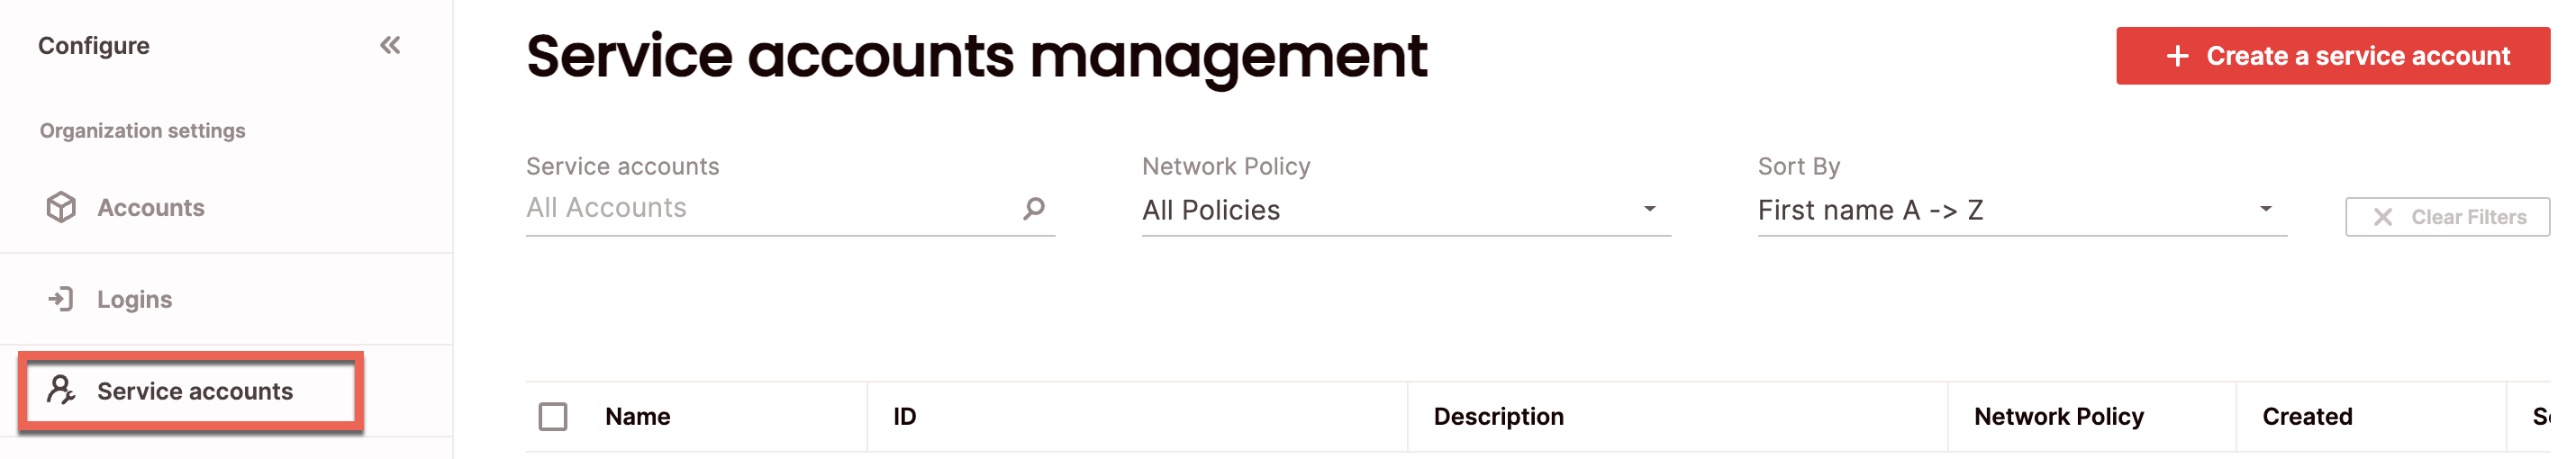 Configure
Organization settings
Accounts
Logins
Service accounts
Service accounts management
+ Create a service account
Service accounts
All Accounts
Network Policy
All Policies
Sort By
First name A -> Z
Clear Filters
Name
ID
Description
Network Policy
Created